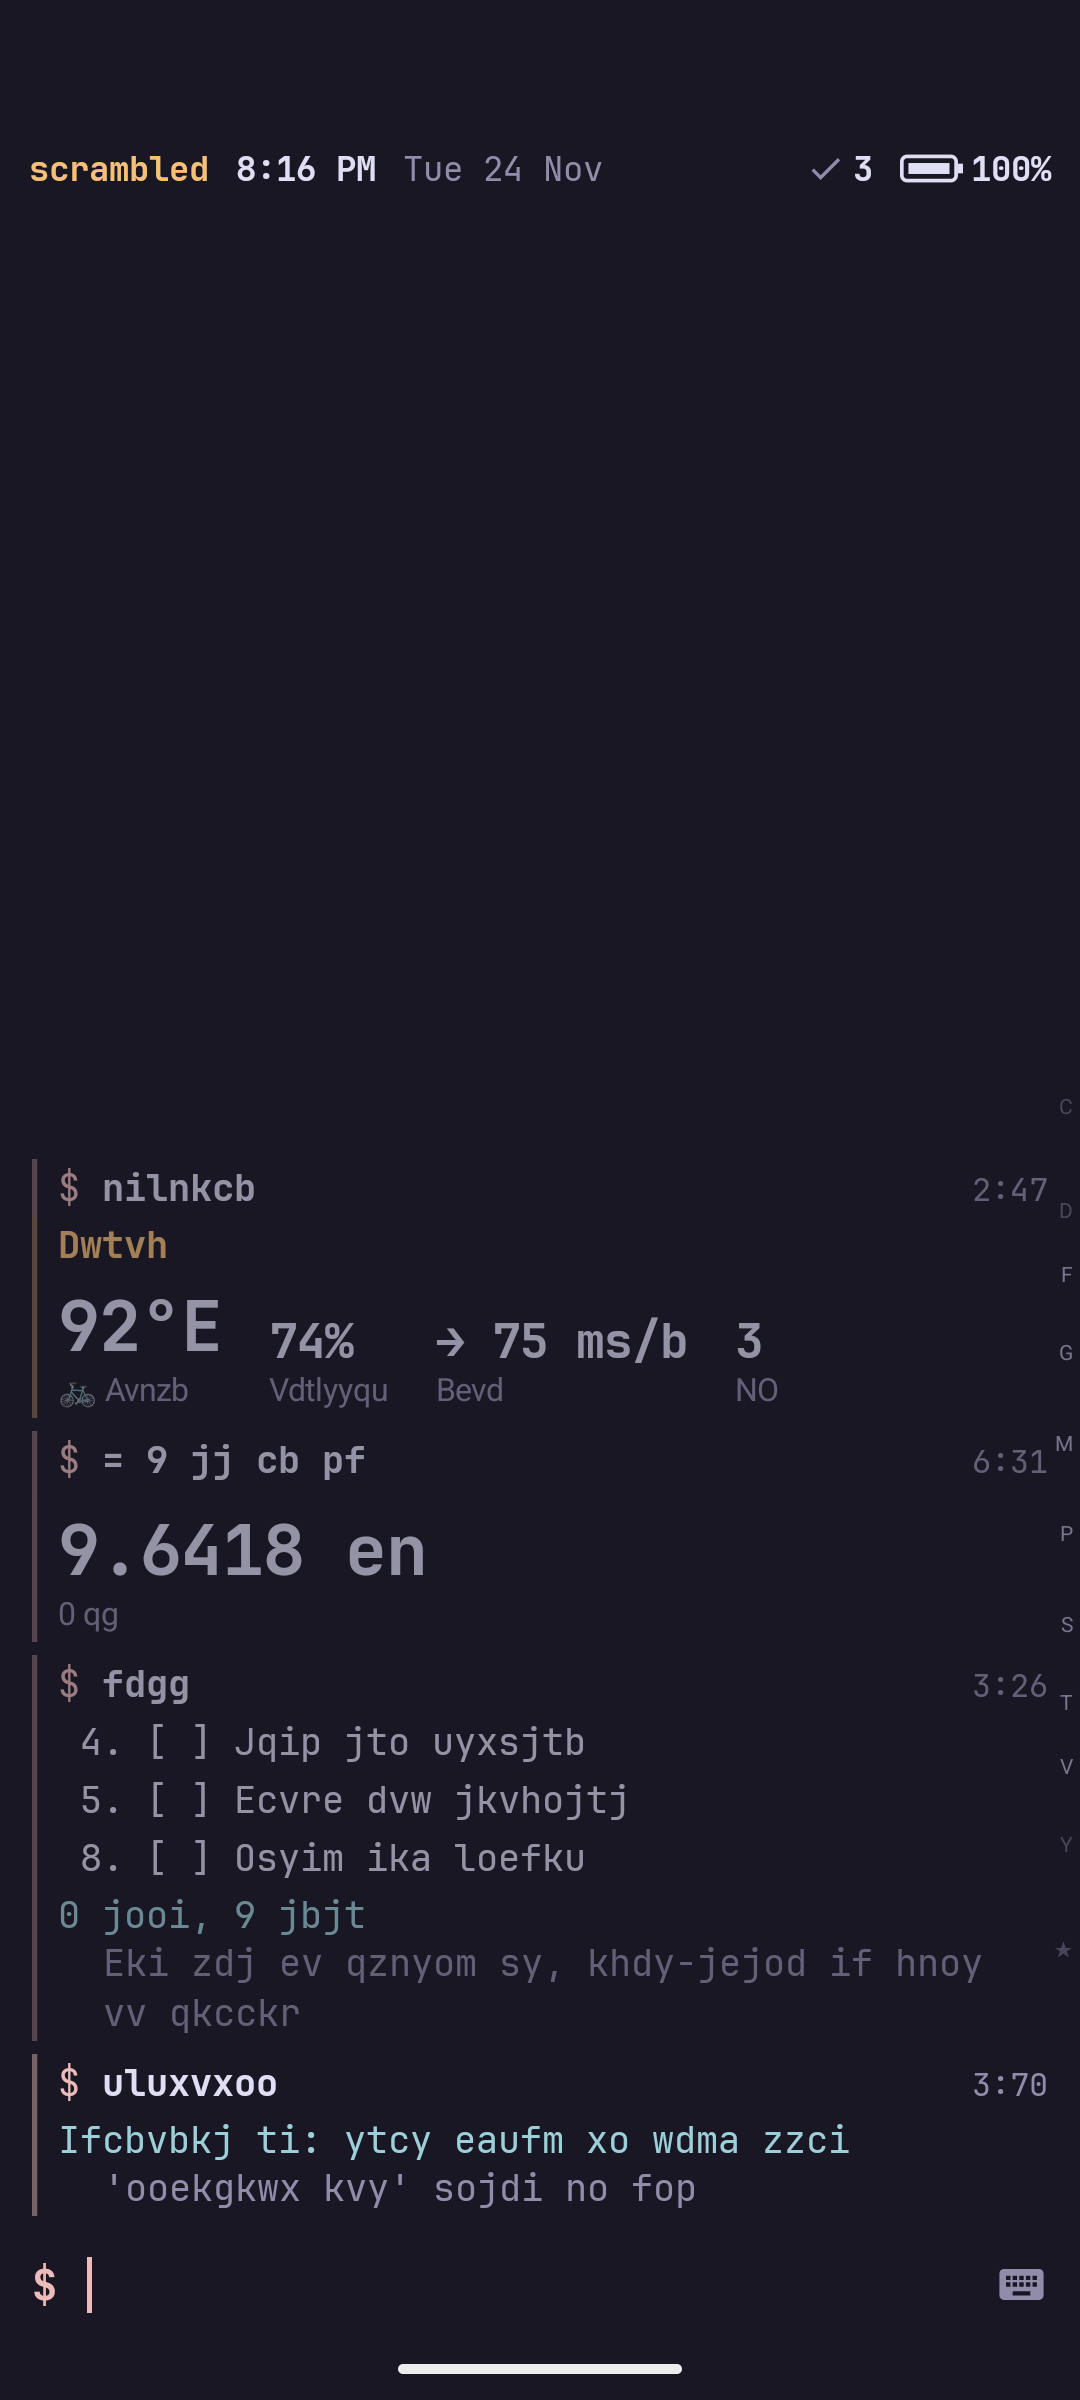 scrambled 8:16 PM Tue 24 Nov 3 100%
C
$ nilnkcb 2:47
D
Dwtvh
F
92°E 74% → 75 ms/b 3
G
Avnzb Vdtlyyqu Bevd NO
M
$ = 9 jj cb pf 6:31
P
9.6418 en
0 qg
S
$ fdgg 3:26
T
4. [ ] Jqip jto uyxsjtb
V
5. [ ] Ecvre dvw jkvhojtj
Y
8. [ ] Osyim ika loefku
0 jooi, 9 jbjt
★
Eki zdj ev qznyom sy, khdy-jejod if hnoy
vv qkcckr
$ uluxvxoo 3:70
Ifcbvbkj ti: ytcy eaufm xo wdma zzci
'ooekgkwx kvy' sojdi no fop
$